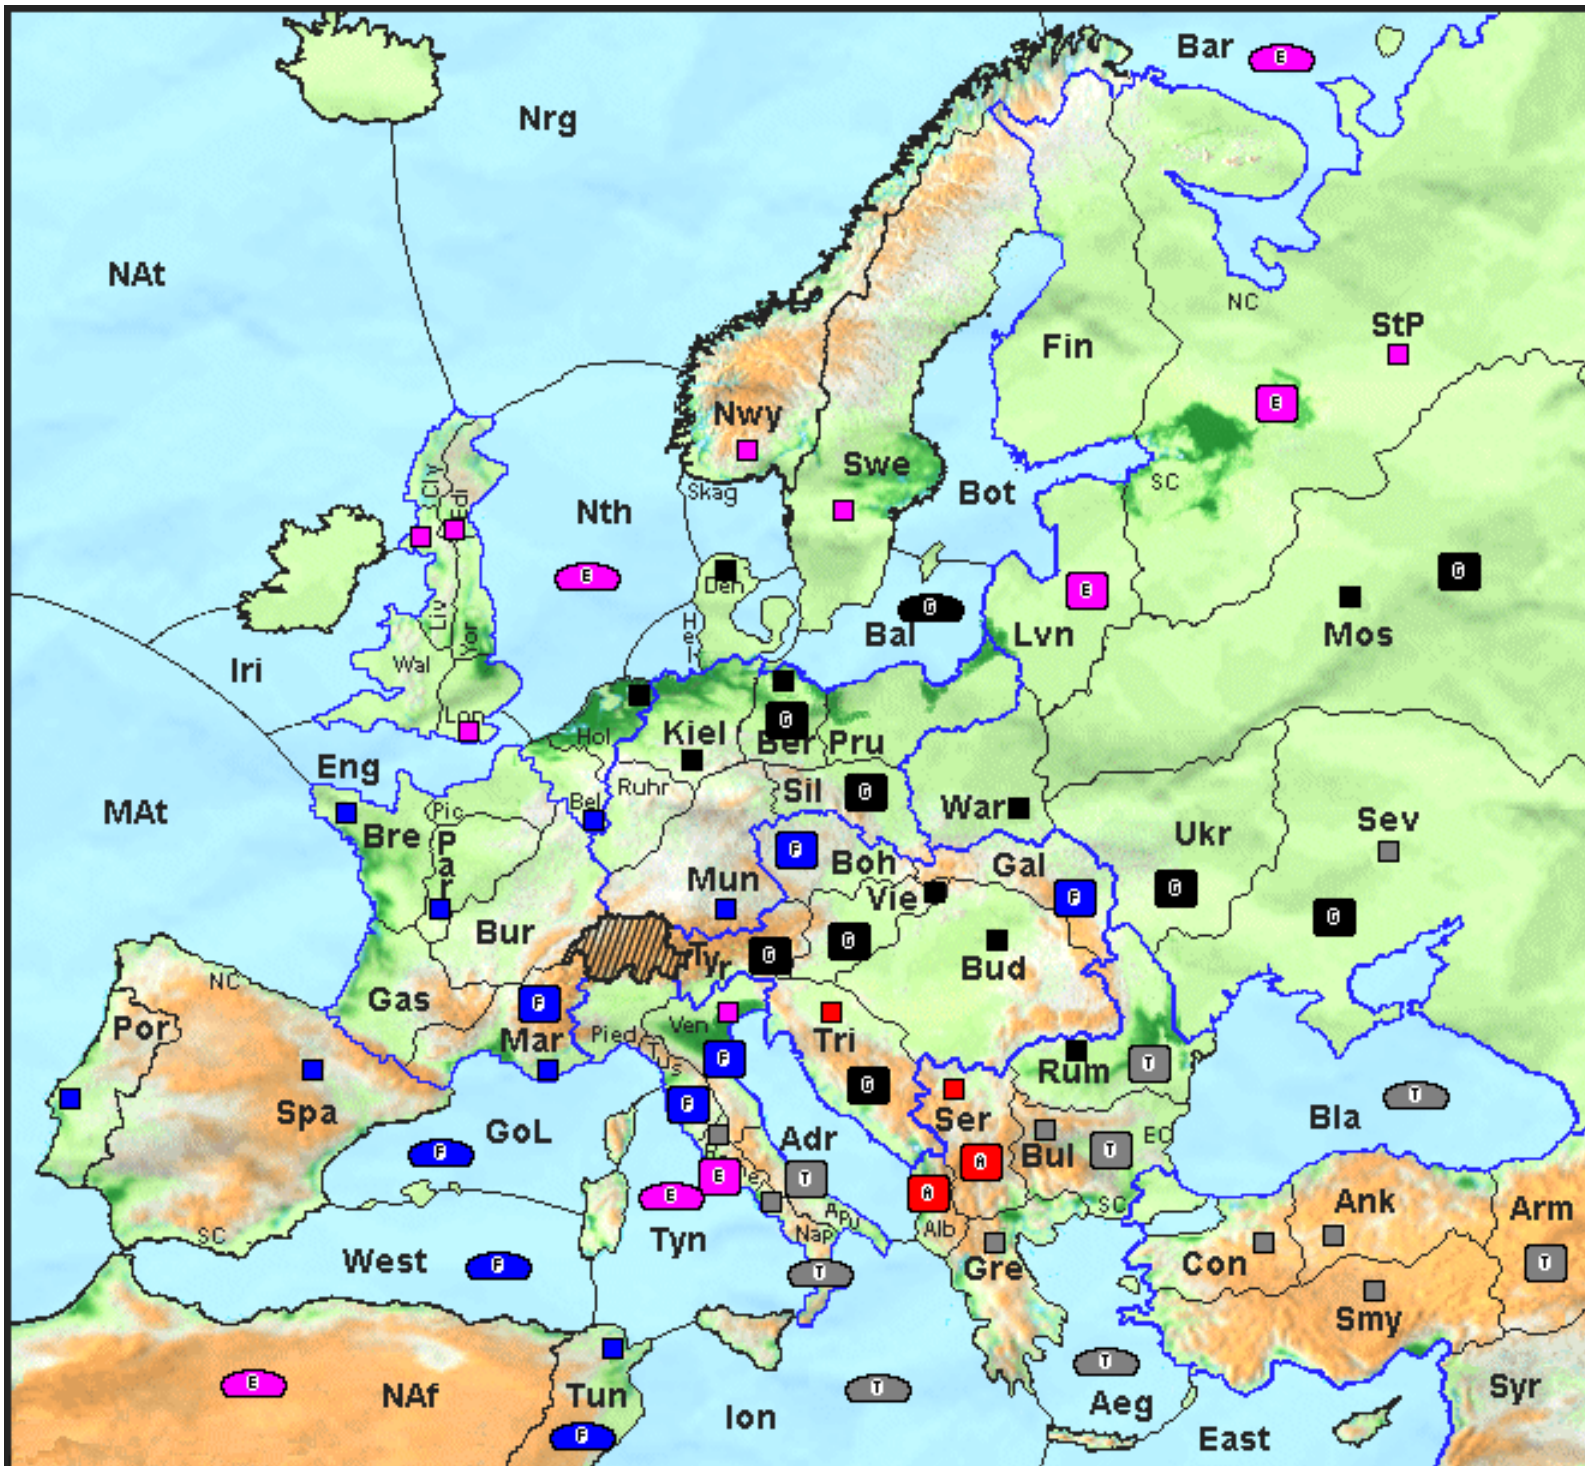 Bar
E
Nrg
NAt
NC
StP
Fin
E
Nwy
Swe
SC
Skag
Bot
Cly
Edi
Nth
E
Den
G
Bal
E
Lvn
G
Mos
Hel
Liv
Yor
Wal
Iri
Lon
Hol
Kiel
G
Ber
Pru
Eng
MAt
Pic
Bel
Ruhr
Sil
G
War
Ukr
Sev
Bre
Par
F
Boh
Gal
Mun
Vie
F
G
G
Bur
Tyr
G
G
Bud
NC
Gas
F
Mar
Pied
Ven
Tri
Por
Tus
F
G
Rum
T
Spa
F
Ser
T
Bla
GoL
F
Adr
Bul
EC
T
A
E
E
T
A
SC
Ank
Arm
SC
Tyn
Apu
Nap
Alb
West
F
T
Gre
Con
T
Smy
E
NAf
Tun
T
T
Aeg
Syr
F
Ion
East